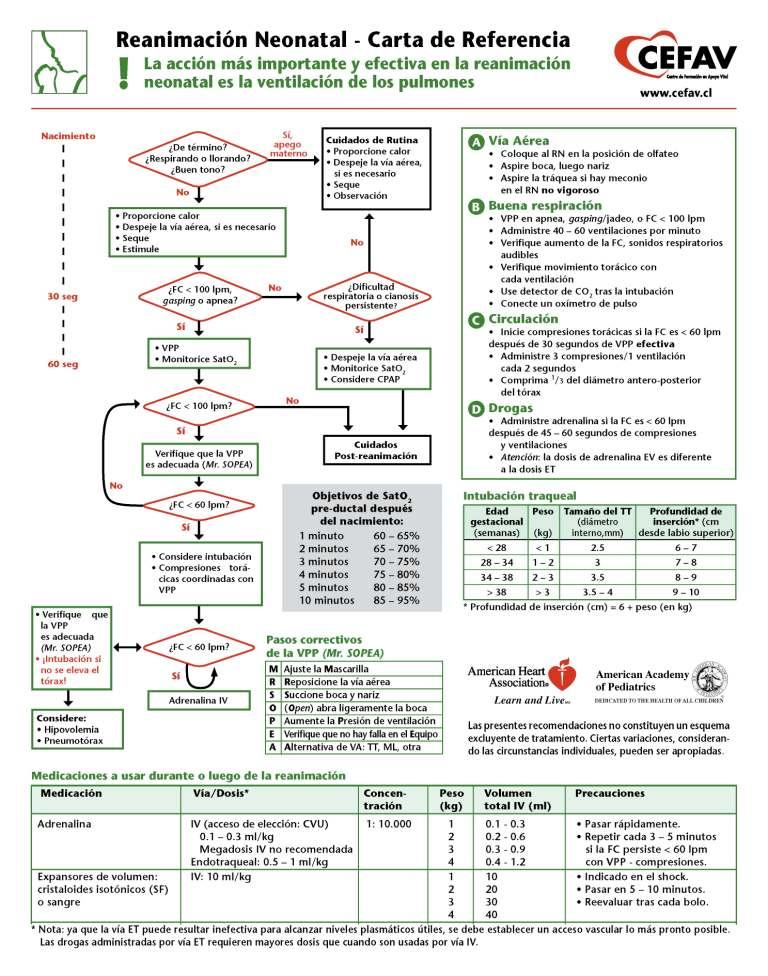 Reanimación Neonatal - Carta de Referencia
! La acción más importante y efectiva en la reanimación
neonatal es la ventilación de los pulmones
CEFAV
Centro de Formación en Apoyo Vital
www.cefav.cl
Nacimiento
30 seg
60 seg
¿De término?
¿Respirando o llorando?
¿Buen tono?
Sí,
apego
materno
Cuidados de Rutina
• Proporcione calor
• Despeje la vía aérea,
si es necesario
• Seque
• Observación
No
• Proporcione calor
• Despeje la vía aérea, si es necesario
• Seque
• Estimule
No
¿FC < 100 lpm,
gasping o apnea?
No
¿Dificultad
respiratoria o cianosis
persistente?
Sí
Sí
• VPP
• Monitorice SatO2
• Despeje la vía aérea
• Monitorice SatO2
• Considere CPAP
¿FC < 100 lpm?
No
Sí
Cuidados
Post-reanimación
Verifique que la VPP
es adecuada (Mr. SOPEA)
No
¿FC < 60 lpm?
Sí
• Considere intubación
• Compresiones torá-
cicas coordinadas con
VPP
• Verifique que
la VPP
es adecuada
(Mr. SOPEA)
• ¡Intubación si
no se eleva el
tórax!
¿FC < 60 lpm?
Sí
Adrenalina IV
Considere:
• Hipovolemia
• Pneumotórax
Objetivos de SatO2
pre-ductal después
del nacimiento:
1 minuto 60 – 65%
2 minutos 65 – 70%
3 minutos 70 – 75%
4 minutos 75 – 80%
5 minutos 80 – 85%
10 minutos 85 – 95%
Pasos correctivos
de la VPP (Mr. SOPEA)
M Ajuste la Mascarilla
R Reposicione la vía aérea
S Succione boca y nariz
O (Open) abra ligeramente la boca
P Aumente la Presión de ventilación
E Verifique que no hay falla en el Equipo
A Alternativa de VA: TT, ML, otra
A Vía Aérea
• Coloque al RN en la posición de olfateo
• Aspire boca, luego nariz
• Aspire la tráquea si hay meconio
en el RN no vigoroso
B Buena respiración
• VPP en apnea, gasping/jadeo, o FC < 100 lpm
• Administre 40 – 60 ventilaciones por minuto
• Verifique aumento de la FC, sonidos respiratorios
audibles
• Verifique movimiento torácico con
cada ventilación
• Use detector de CO2 tras la intubación
• Conecte un oxímetro de pulso
C Circulación
• Inicie compresiones torácicas si la FC es < 60 lpm
después de 30 segundos de VPP efectiva
• Administre 3 compresiones/1 ventilación
cada 2 segundos
• Comprima 1/3 del diámetro antero-posterior
del tórax
D Drogas
• Administre adrenalina si la FC es < 60 lpm
después de 45 – 60 segundos de compresiones
y ventilaciones
• Atención: la dosis de adrenalina EV es diferente
a la dosis ET
Intubación traqueal
Edad gestacional (semanas) Peso (kg) Tamaño del TT (diámetro interno,mm) Profundidad de inserción* (cm desde labio superior)
< 28 < 1 2.5 6 – 7
28 – 34 1 – 2 3 7 – 8
34 – 38 2 – 3 3.5 8 – 9
> 38 > 3 3.5 – 4 9 – 10
* Profundidad de inserción (cm) = 6 + peso (en kg)
American Heart
Association®
Learn and Live℠
American Academy
of Pediatrics
DEDICATED TO THE HEALTH OF ALL CHILDREN
Las presentes recomendaciones no constituyen un esquema
excluyente de tratamiento. Ciertas variaciones, consideran-
do las circunstancias individuales, pueden ser apropiadas.
Medicaciones a usar durante o luego de la reanimación
Medicación Vía/Dosis* Concen-tración Peso (kg) Volumen total IV (ml) Precauciones
Adrenalina IV (acceso de elección: CVU) 1: 10.000 1 0.1 - 0.3 • Pasar rápidamente.
0.1 – 0.3 ml/kg 2 0.2 - 0.6 • Repetir cada 3 – 5 minutos
Megadosis IV no recomendada 3 0.3 - 0.9 si la FC persiste < 60 lpm
Endotraqueal: 0.5 – 1 ml/kg 4 0.4 - 1.2 con VPP - compresiones.
Expansores de volumen: IV: 10 ml/kg 1 10 • Indicado en el shock.
cristaloides isotónicos (SF) 2 20 • Pasar en 5 – 10 minutos.
o sangre 3 30 • Reevaluar tras cada bolo.
4 40
* Nota: ya que la vía ET puede resultar inefectiva para alcanzar niveles plasmáticos útiles, se debe establecer un acceso vascular lo más pronto posible.
Las drogas administradas por vía ET requieren mayores dosis que cuando son usadas por vía IV.